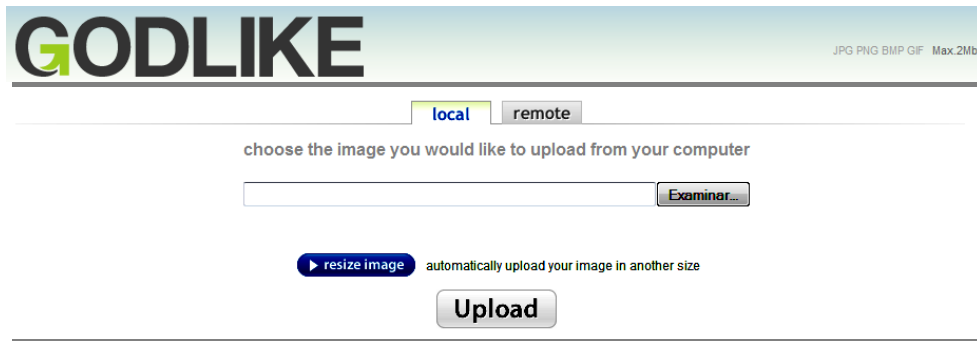 GODLIKE
JPG PNG BMP GIF Max.2Mb
local remote
choose the image you would like to upload from your computer
Examinar...
resize image automatically upload your image in another size
Upload